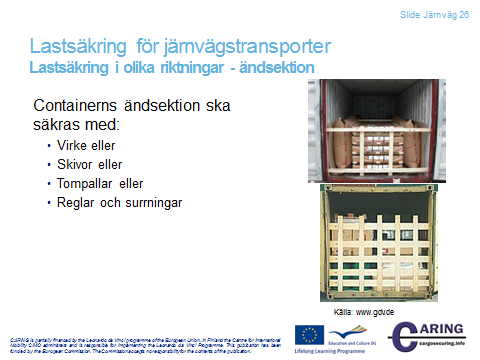 Slide Järnväg 26
Lastsäkring för järnvägstransporter
Lastsäkring i olika riktningar - ändsektion
Containerns ändsektion ska
säkras med:
• Virke eller
• Skivor eller
• Tompallar eller
• Reglar och surrningar
Källa: www.gdv.de
CARING is partially financed by the Leonardo da Vinci programme of the European Union. In Finland the Centre for International
Mobility CIMO administers and is responsible for implementing the Leonardo da Vinci Programme. This publication has been
funded by the European Commission. The Commission accepts no responsibility for the contents of the publication.
Education and Culture DG
Lifelong Learning Programme
CARING
cargosecuring.info